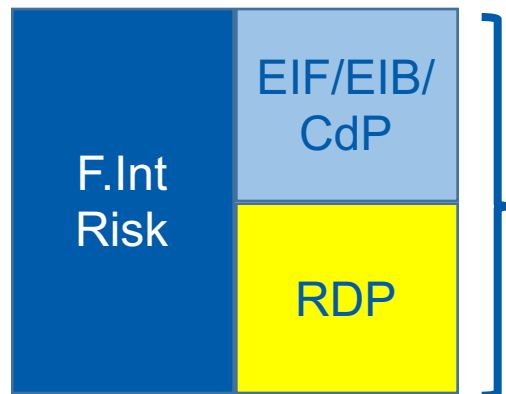 F.Int
Risk
EIF/EIB/
CdP
RDP